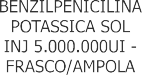 BENZILPENICILINA
POTASSICA SOL
INJ 5.000.000UI -
FRASCO/AMPOLA